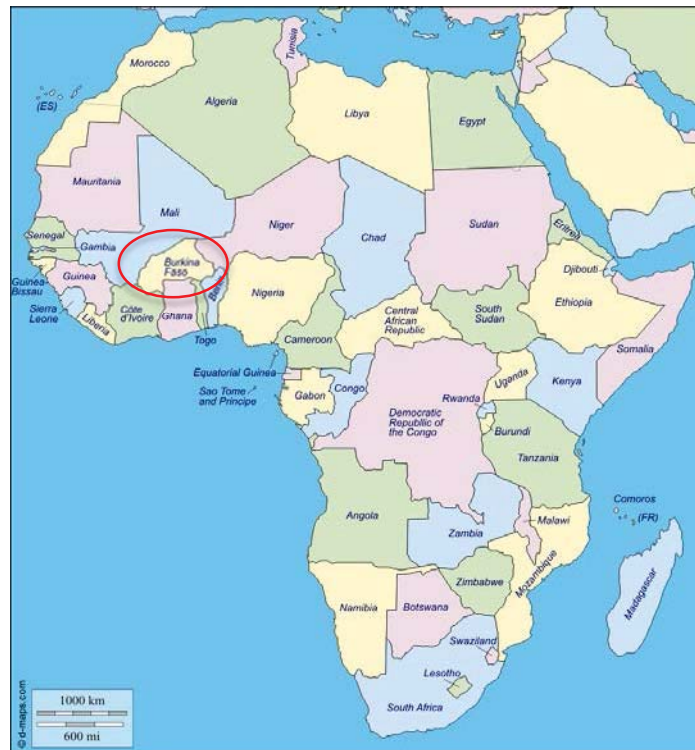 Morocco
Tunisia
(ES)
Algeria
Libya
Egypt
Mauritania
Mali
Niger
Chad
Sudan
Eritrea
Senegal
Gambia
Burkina
Faso
Djibouti
Guinea-
Bissau
Guinea
Nigeria
Ethiopia
Sierra
Leone
Liberia
Côte
d'Ivoire
Ghana
Togo
Central
African
Republic
South
Sudan
Somalia
Cameroon
Equatorial Guinea
Sao Tome
and Principe
Gabon
Congo
Democratic
Republic of
the Congo
Uganda
Kenya
Rwanda
Burundi
Tanzania
Comoros
(FR)
Angola
Zambia
Malawi
Mozambique
Zimbabwe
Madagascar
Namibia
Botswana
Swaziland
Lesotho
South Africa
1000 km
600 mi
© d-maps.com